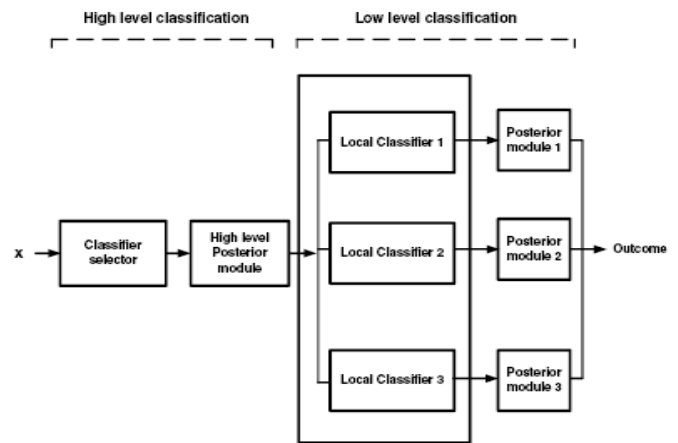 High level classification
Low level classification
Local Classifier 1
Posterior
module 1
x
Classifier
selector
High level
Posterior
module
Local Classifier 2
Posterior
module 2
Outcome
Local Classifier 3
Posterior
module 3